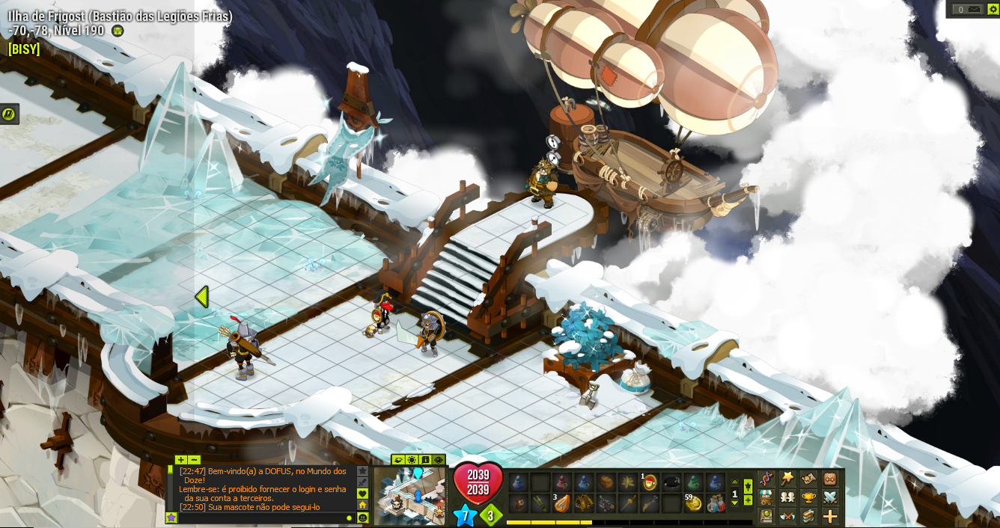 Ilha de Frigost (Bastião das Legiões Frias)
-70,-78, Nível 190
[BISY]
0
[22:47] Bem-vindo(a) a DOFUS, no Mundo dos
Doze!
Lembre-se: é proibido fornecer o login e senha
da sua conta a terceiros.
[22:50] Sua mascote não pode segui-lo
2039
2039
7
3
1
3
59
1